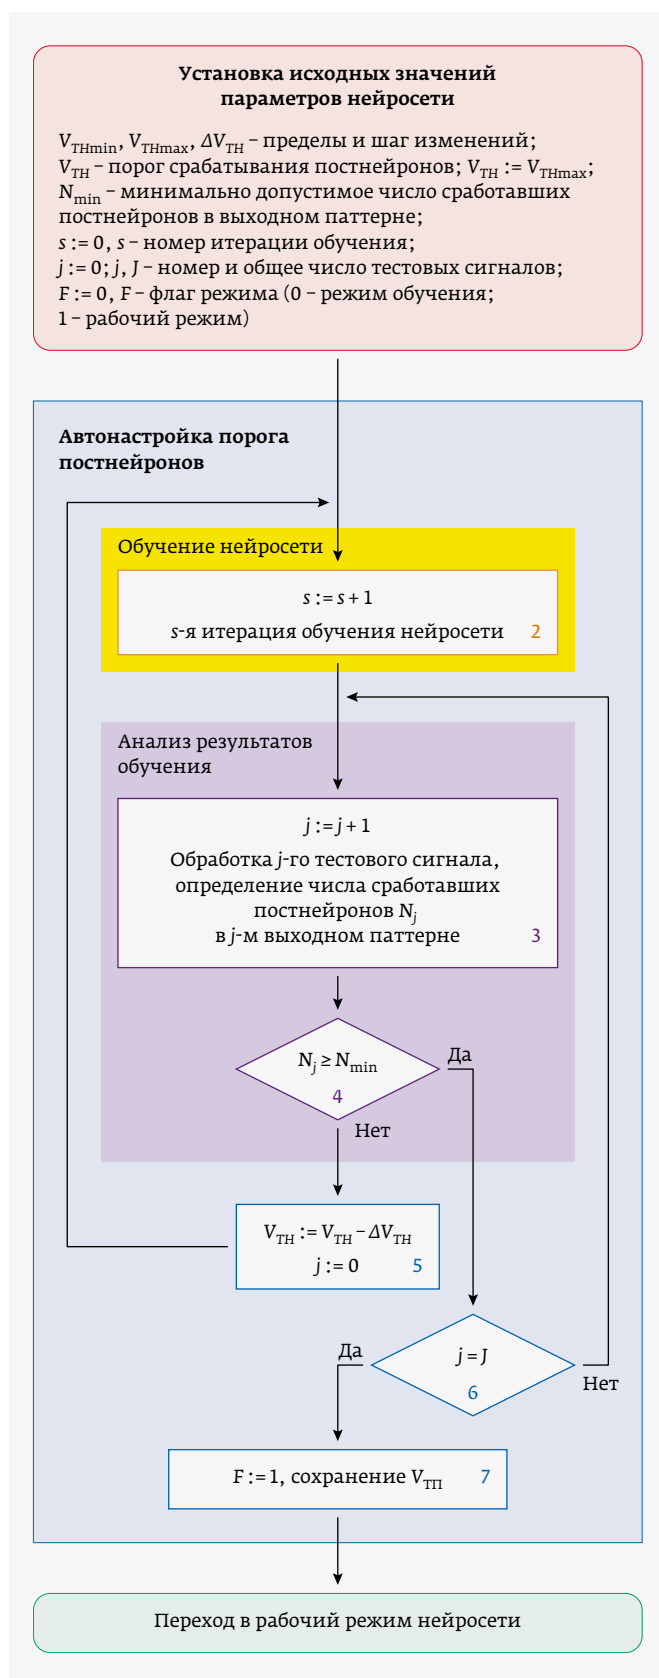 Установка исходных значений
параметров нейросети
V_THmin, V_THmax, ΔV_TH – пределы и шаг изменений;
V_TH – порог срабатывания постнейронов; V_TH := V_THmax;
N_min – минимально допустимое число сработавших
постнейронов в выходном паттерне;
s := 0, s – номер итерации обучения;
j := 0; j, J – номер и общее число тестовых сигналов;
F := 0, F – флаг режима (0 – режим обучения;
1 – рабочий режим)
Автонастройка порога
постнейронов
Обучение нейросети
s := s + 1
s-я итерация обучения нейросети 2
Анализ результатов
обучения
j := j + 1
Обработка j-го тестового сигнала,
определение числа сработавших
постнейронов N_j
в j-м выходном паттерне 3
N_j ≥ N_min
Да
4
Нет
V_TH := V_TH – ΔV_TH
j := 0 5
Да
j = J
6
Нет
F := 1, сохранение V_ТП 7
Переход в рабочий режим нейросети